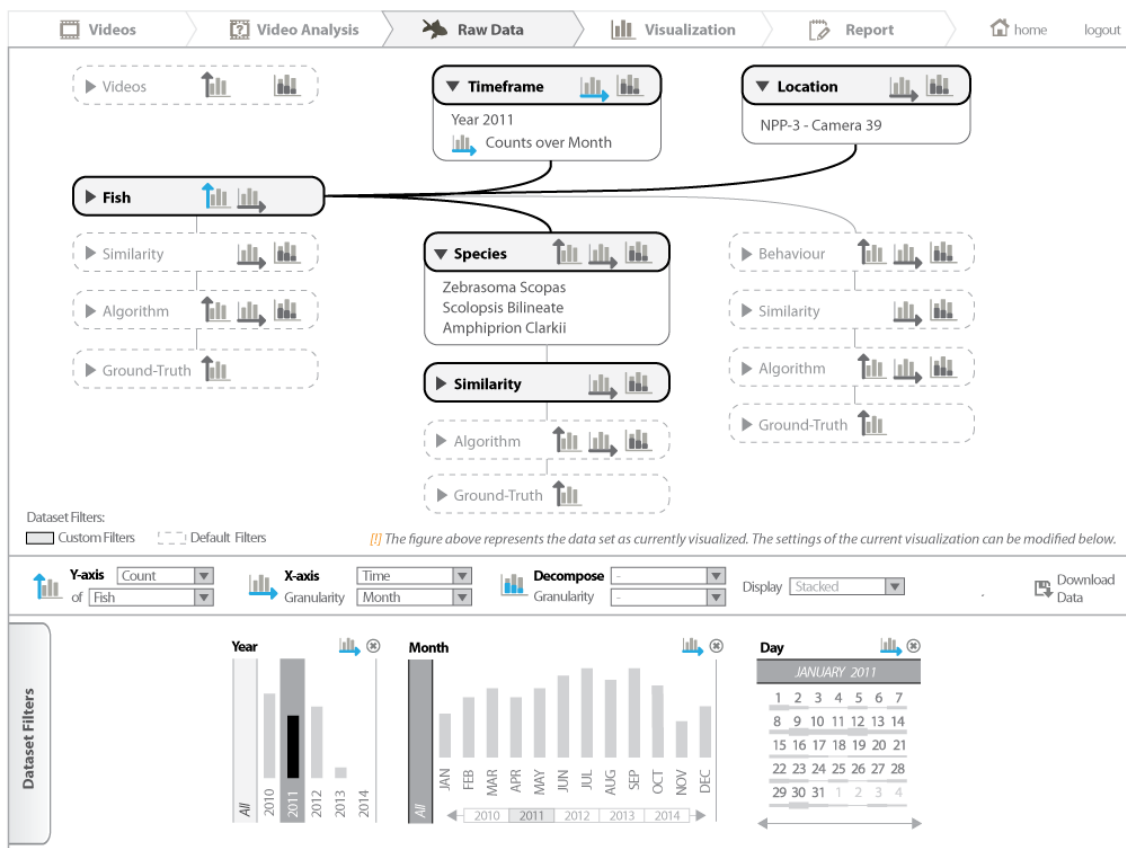 Videos Video Analysis Raw Data Visualization Report home logout
Videos
Timeframe
Year 2011
Counts over Month
Location
NPP-3 - Camera 39
Fish
Similarity
Algorithm
Ground-Truth
Species
Zebrasoma Scopas
Scolopsis Bilineate
Amphiprion Clarkii
Similarity
Algorithm
Ground-Truth
Behaviour
Similarity
Algorithm
Ground-Truth
Dataset Filters:
Custom Filters Default Filters
[!] The figure above represents the data set as currently visualized. The settings of the current visualization can be modified below.
Y-axis Count
of Fish
X-axis Time
Granularity Month
Decompose -
Granularity -
Display Stacked
.
Download
Data
Dataset Filters
Year
All 2010 2011 2012 2013 2014
Month
All JAN FEB MAR APR MAY JUN JUL AUG SEP OCT NOV DEC
2010 2011 2012 2013 2014
Day
JANUARY 2011
1 2 3 4 5 6 7
8 9 10 11 12 13 14
15 16 17 18 19 20 21
22 23 24 25 26 27 28
29 30 31 1 2 3 4